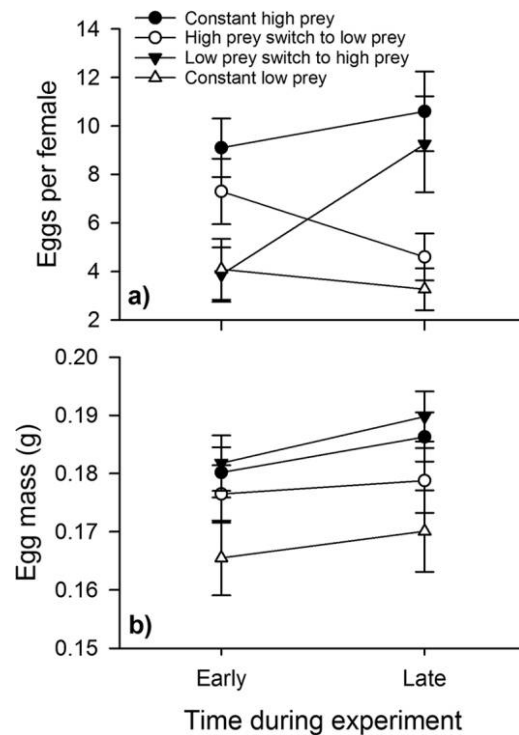 Constant high prey
High prey switch to low prey
Low prey switch to high prey
Constant low prey
14
12
10
8
6
4
2
Eggs per female
a)
0.20
0.19
0.18
0.17
0.16
0.15
Egg mass (g)
b)
Early Late
Time during experiment